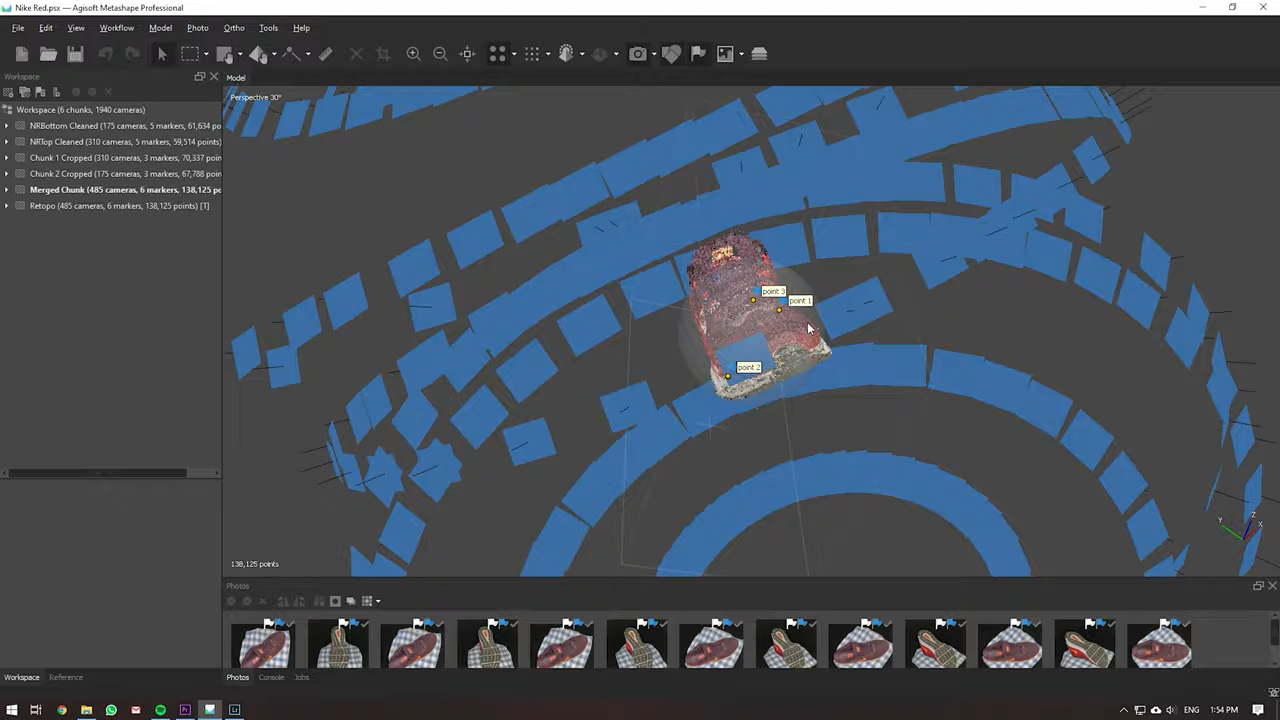 Nike Red.psx — Agisoft Metashape Professional
File Edit View Workflow Model Photo Ortho Tools Help
Workspace
Model
Perspective 30°
Workspace (6 chunks, 1940 cameras)
NRBottom Cleaned (175 cameras, 5 markers, 61,634 po
NRTop Cleaned (310 cameras, 5 markers, 59,514 points)
Chunk 1 Cropped (310 cameras, 3 markers, 70,337 poin
Chunk 2 Cropped (175 cameras, 3 markers, 67,788 poin
Merged Chunk (485 cameras, 6 markers, 138,125 po
Retopo (485 cameras, 6 markers, 138,125 points) [T]
point 3
point 1
point 2
Y Z X
138,125 points
Photos
Workspace Reference
Photos Console Jobs
ENG 1:54 PM